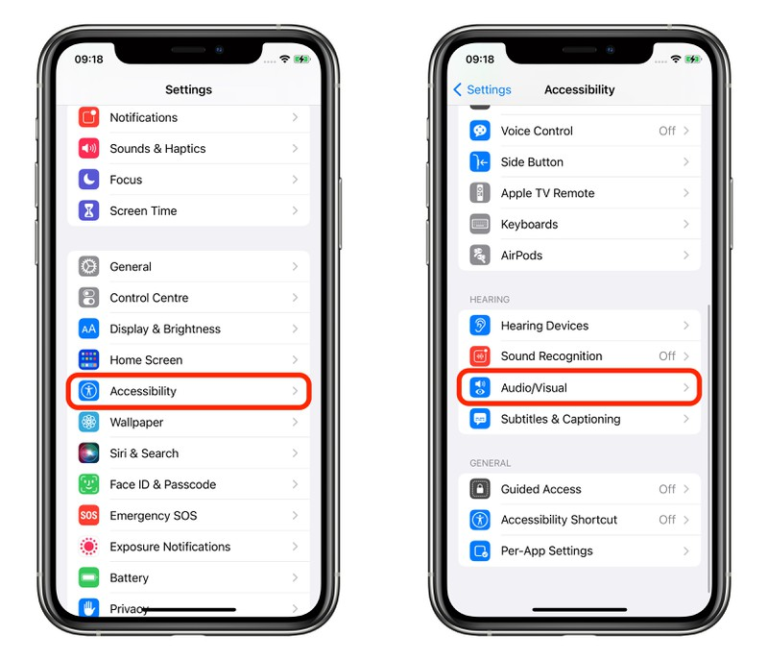 09:18
Settings
Notifications
Sounds & Haptics
Focus
Screen Time
General
Control Centre
AA Display & Brightness
Home Screen
Accessibility
Wallpaper
Siri & Search
Face ID & Passcode
SOS Emergency SOS
Exposure Notifications
Battery
Privacy
09:18
Settings Accessibility
Voice Control Off
Side Button
Apple TV Remote
Keyboards
AirPods
HEARING
Hearing Devices
Sound Recognition Off
Audio/Visual
Subtitles & Captioning
GENERAL
Guided Access Off
Accessibility Shortcut Off
Per-App Settings